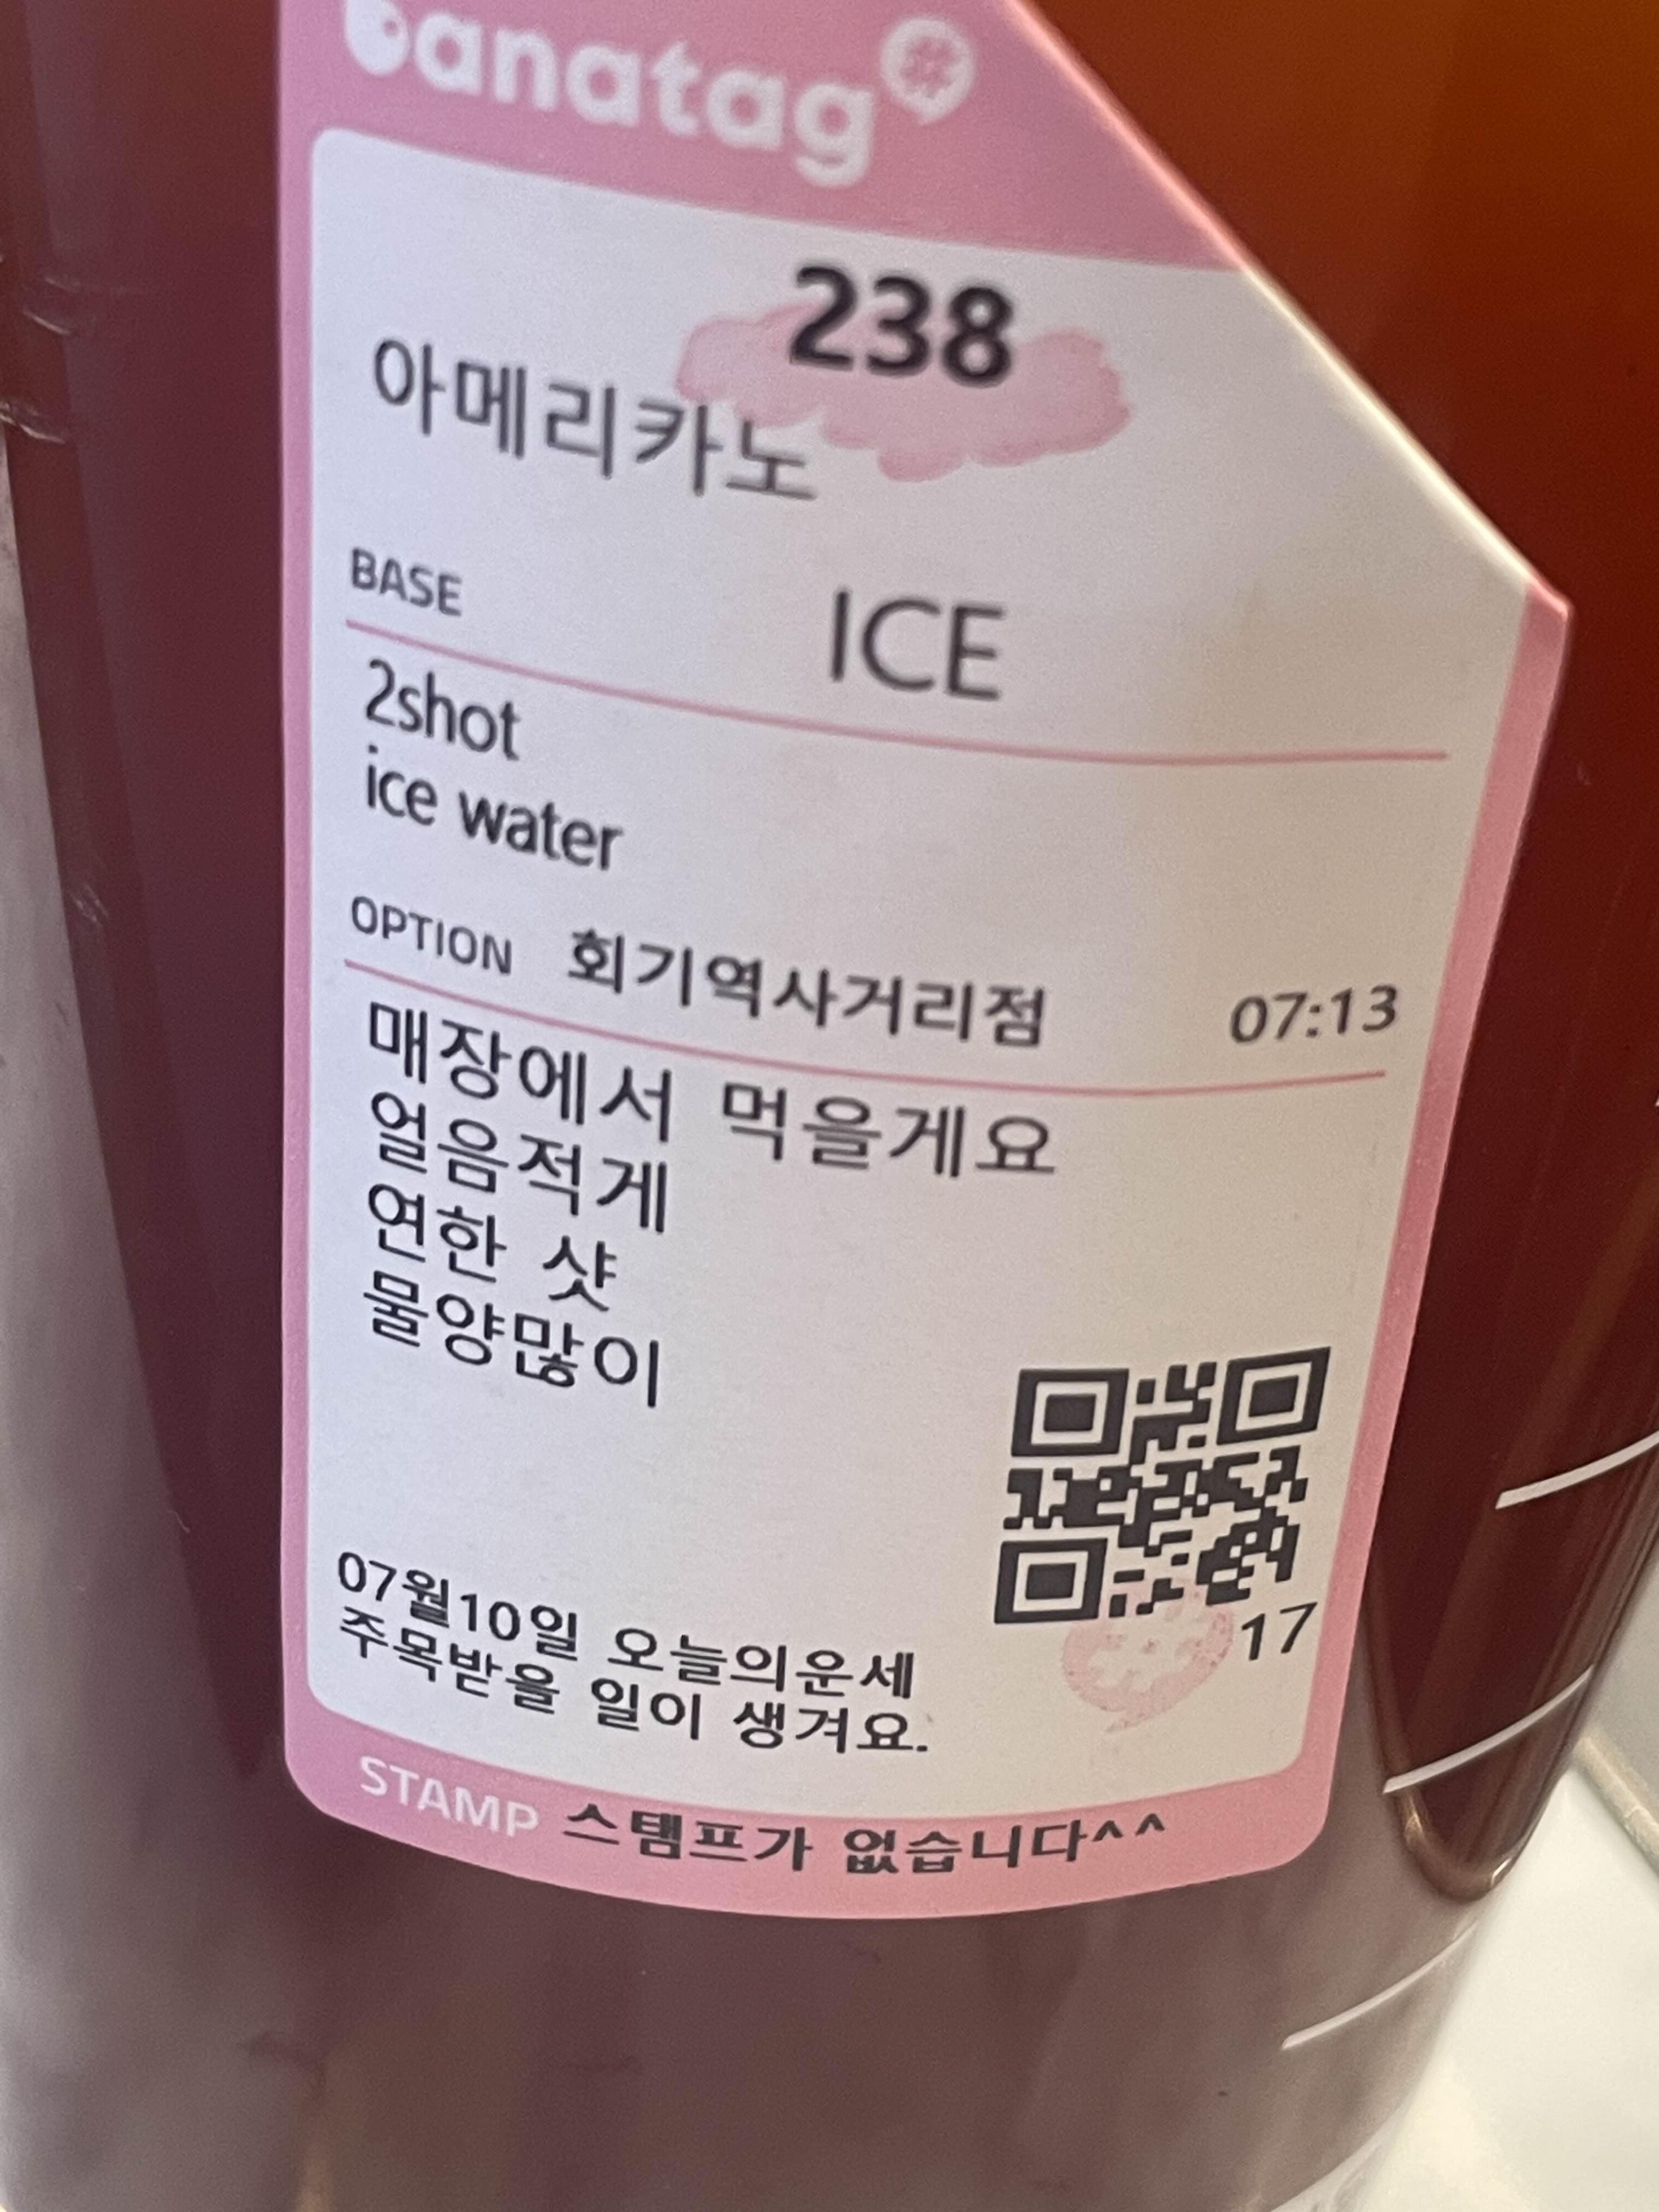 banatag
238
아메리카노
BASE ICE
2shot
ice water
OPTION 회기역사거리점 07:13
매장에서 먹을게요
얼음적게
연한 샷
물양많이
17
07월10일 오늘의운세
주목받을 일이 생겨요.
STAMP 스탬프가 없습니다^^